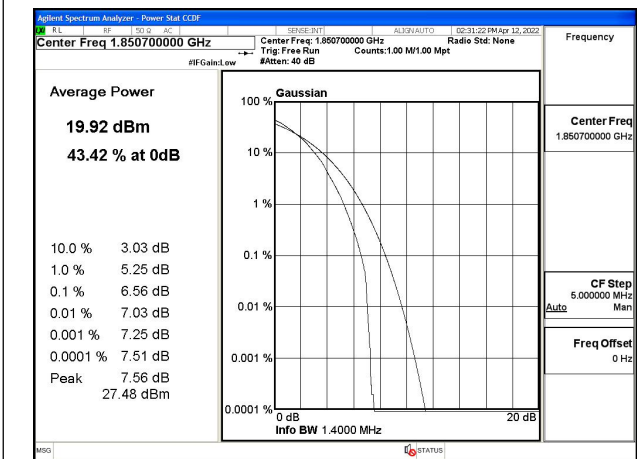 Agilent Spectrum Analyzer - Power Stat CCDF
RL RF 50 Ω AC SENSE:INT ALIGN AUTO 02:31:22 PM Apr 12, 2022
Center Freq 1.850700000 GHz
Center Freq: 1.850700000 GHz Radio Std: None
Trig: Free Run Counts:1.00 M/1.00 Mpt
#IFGain:Low #Atten: 40 dB
Frequency
Average Power
19.92 dBm
43.42 % at 0dB
10.0 % 3.03 dB
1.0 % 5.25 dB
0.1 % 6.56 dB
0.01 % 7.03 dB
0.001 % 7.25 dB
0.0001 % 7.51 dB
Peak 7.56 dB
27.48 dBm
Gaussian
100 %
10 %
1 %
0.1 %
0.01 %
0.001 %
0.0001 %
0 dB 20 dB
Info BW 1.4000 MHz
Center Freq
1.850700000 GHz
CF Step
5.000000 MHz
Auto Man
Freq Offset
0 Hz
MSG STATUS